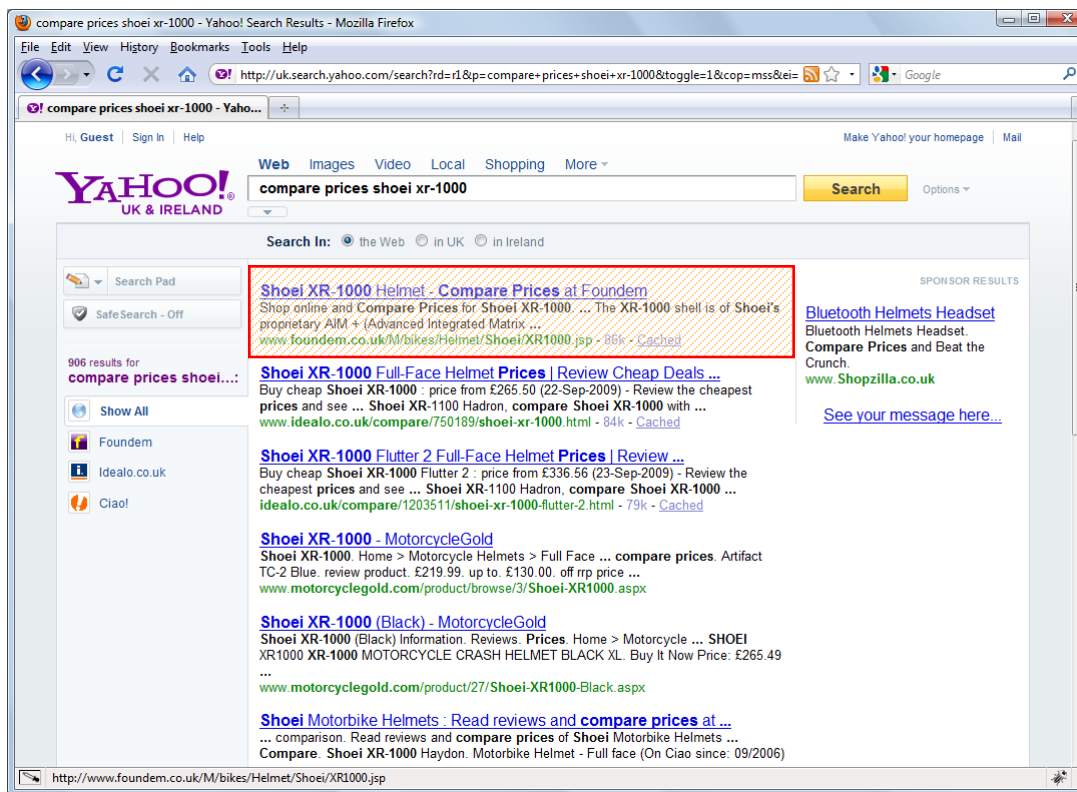 compare prices shoei xr-1000 - Yahoo! Search Results - Mozilla Firefox
File Edit View History Bookmarks Tools Help
http://uk.search.yahoo.com/search?rd=r1&p=compare+prices+shoei+xr-1000&toggle=1&cop=mss&ei= Google
compare prices shoei xr-1000 - Yaho...
Hi, Guest Sign In Help Make Yahoo! your homepage Mail
Web Images Video Local Shopping More
YAHOO!®
UK & IRELAND
compare prices shoei xr-1000 Search Options
Search In: the Web in UK in Ireland
Search Pad
SafeSearch - Off
906 results for
compare prices shoei...:
Show All
Foundem
Idealo.co.uk
Ciao!
Shoei XR-1000 Helmet - Compare Prices at Foundem
Shop online and Compare Prices for Shoei XR-1000. ... The XR-1000 shell is of Shoei's
proprietary AIM + (Advanced Integrated Matrix ...
www.foundem.co.uk/M/bikes/Helmet/Shoei/XR1000.jsp - 86k - Cached
Shoei XR-1000 Full-Face Helmet Prices | Review Cheap Deals ...
Buy cheap Shoei XR-1000 : price from £265.50 (22-Sep-2009) - Review the cheapest
prices and see ... Shoei XR-1100 Hadron, compare Shoei XR-1000 with ...
www.idealo.co.uk/compare/750189/shoei-xr-1000.html - 84k - Cached
Shoei XR-1000 Flutter 2 Full-Face Helmet Prices | Review ...
Buy cheap Shoei XR-1000 Flutter 2 : price from £336.56 (23-Sep-2009) - Review the
cheapest prices and see ... Shoei XR-1100 Hadron, compare Shoei XR-1000 ...
idealo.co.uk/compare/1203511/shoei-xr-1000-flutter-2.html - 79k - Cached
Shoei XR-1000 - MotorcycleGold
Shoei XR-1000. Home > Motorcycle Helmets > Full Face ... compare prices. Artifact
TC-2 Blue. review product. £219.99. up to. £130.00. off rrp price ...
www.motorcyclegold.com/product/browse/3/Shoei-XR1000.aspx
Shoei XR-1000 (Black) - MotorcycleGold
Shoei XR-1000 (Black) Information. Reviews. Prices. Home > Motorcycle ... SHOEI
XR1000 XR-1000 MOTORCYCLE CRASH HELMET BLACK XL. Buy It Now Price: £265.49
...
www.motorcyclegold.com/product/27/Shoei-XR1000-Black.aspx
Shoei Motorbike Helmets : Read reviews and compare prices at ...
... comparison. Read reviews and compare prices of Shoei Motorbike Helmets ...
Compare. Shoei XR-1000 Haydon. Motorbike Helmet - Full face (On Ciao since: 09/2006)
SPONSOR RESULTS
Bluetooth Helmets Headset
Bluetooth Helmets Headset.
Compare Prices and Beat the
Crunch.
www.Shopzilla.co.uk
See your message here...
http://www.foundem.co.uk/M/bikes/Helmet/Shoei/XR1000.jsp